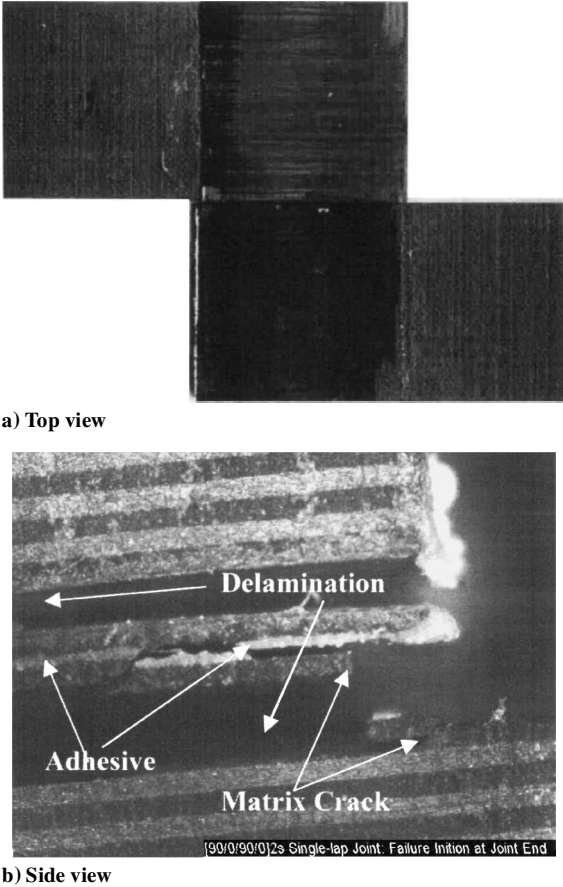 a) Top view
Delamination
Adhesive
Matrix Crack
[90/0/90/0]2s Single-lap Joint: Failure Inition at Joint End
b) Side view